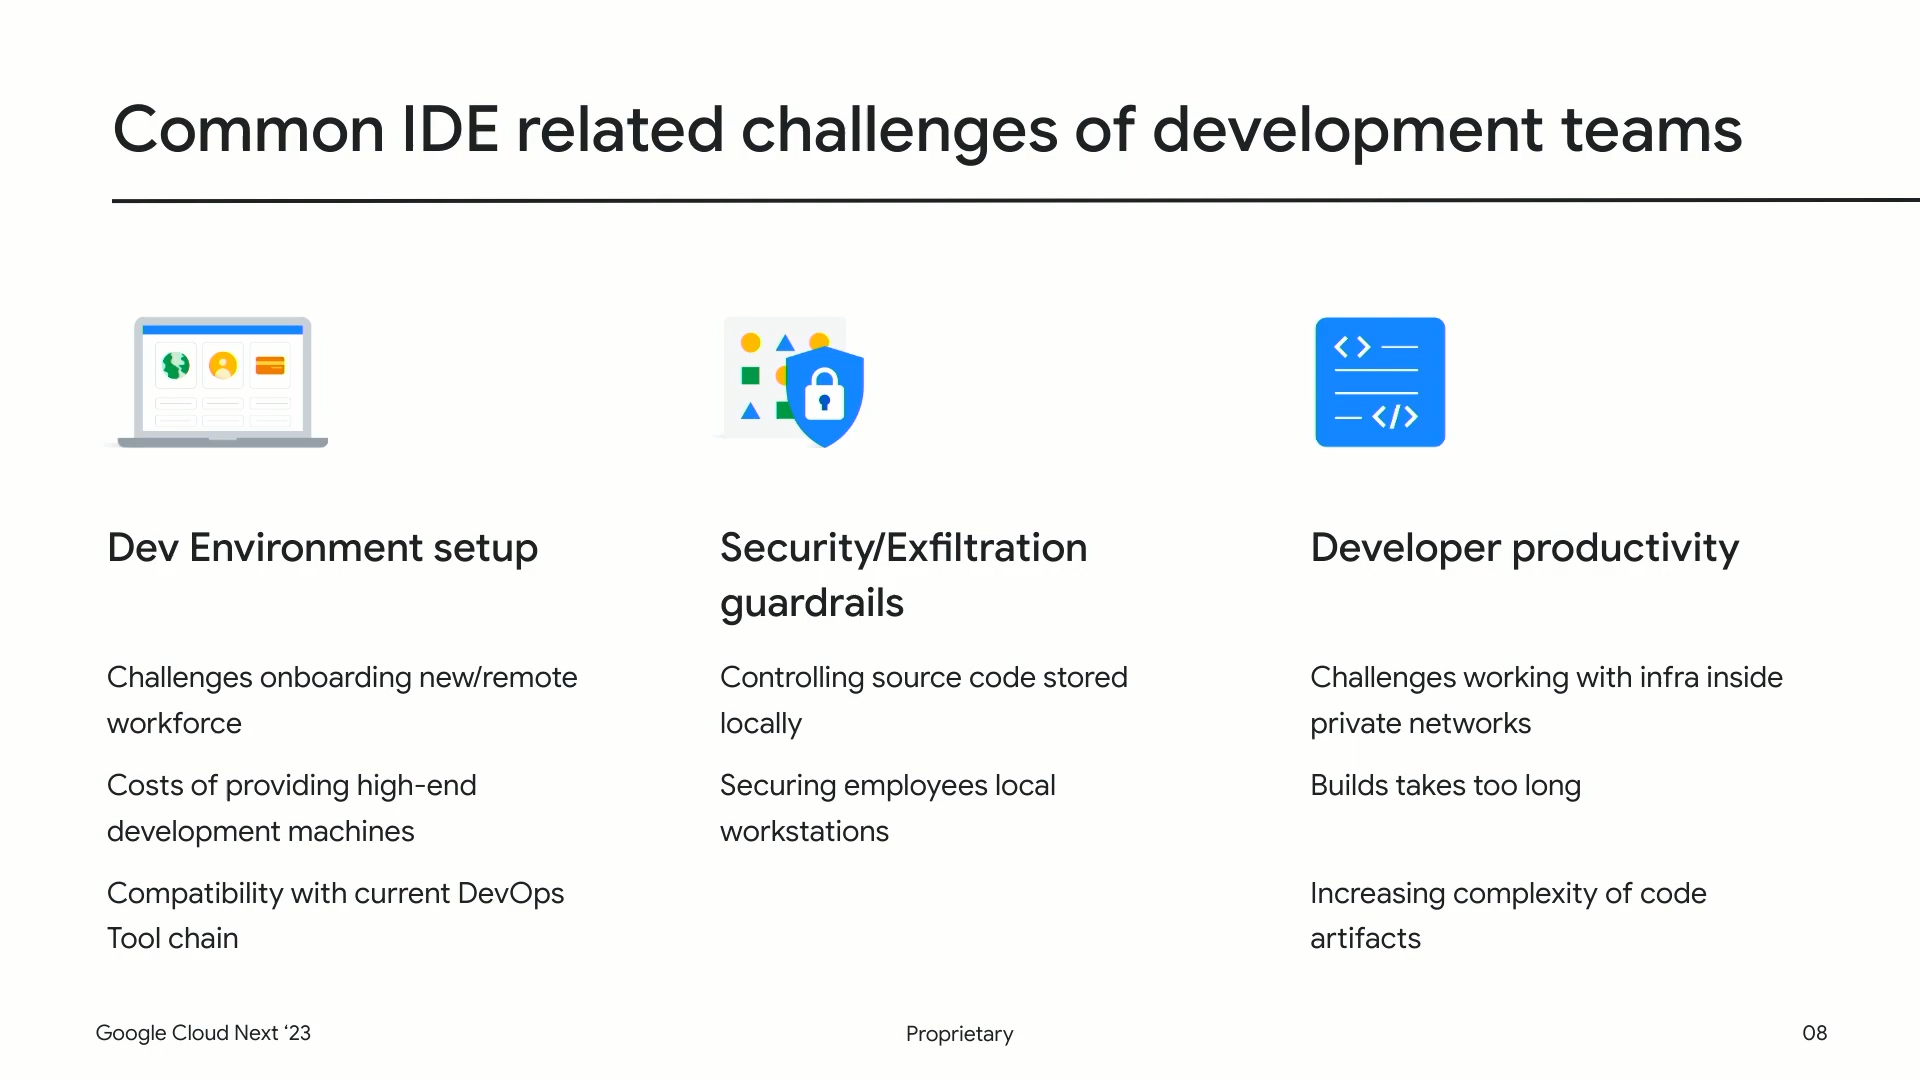 Common IDE related challenges of development teams
Dev Environment setup
Challenges onboarding new/remote
workforce
Costs of providing high-end
development machines
Compatibility with current DevOps
Tool chain
Security/Exfiltration
guardrails
Controlling source code stored
locally
Securing employees local
workstations
Developer productivity
Challenges working with infra inside
private networks
Builds takes too long
Increasing complexity of code
artifacts
Google Cloud Next ‘23
Proprietary
08